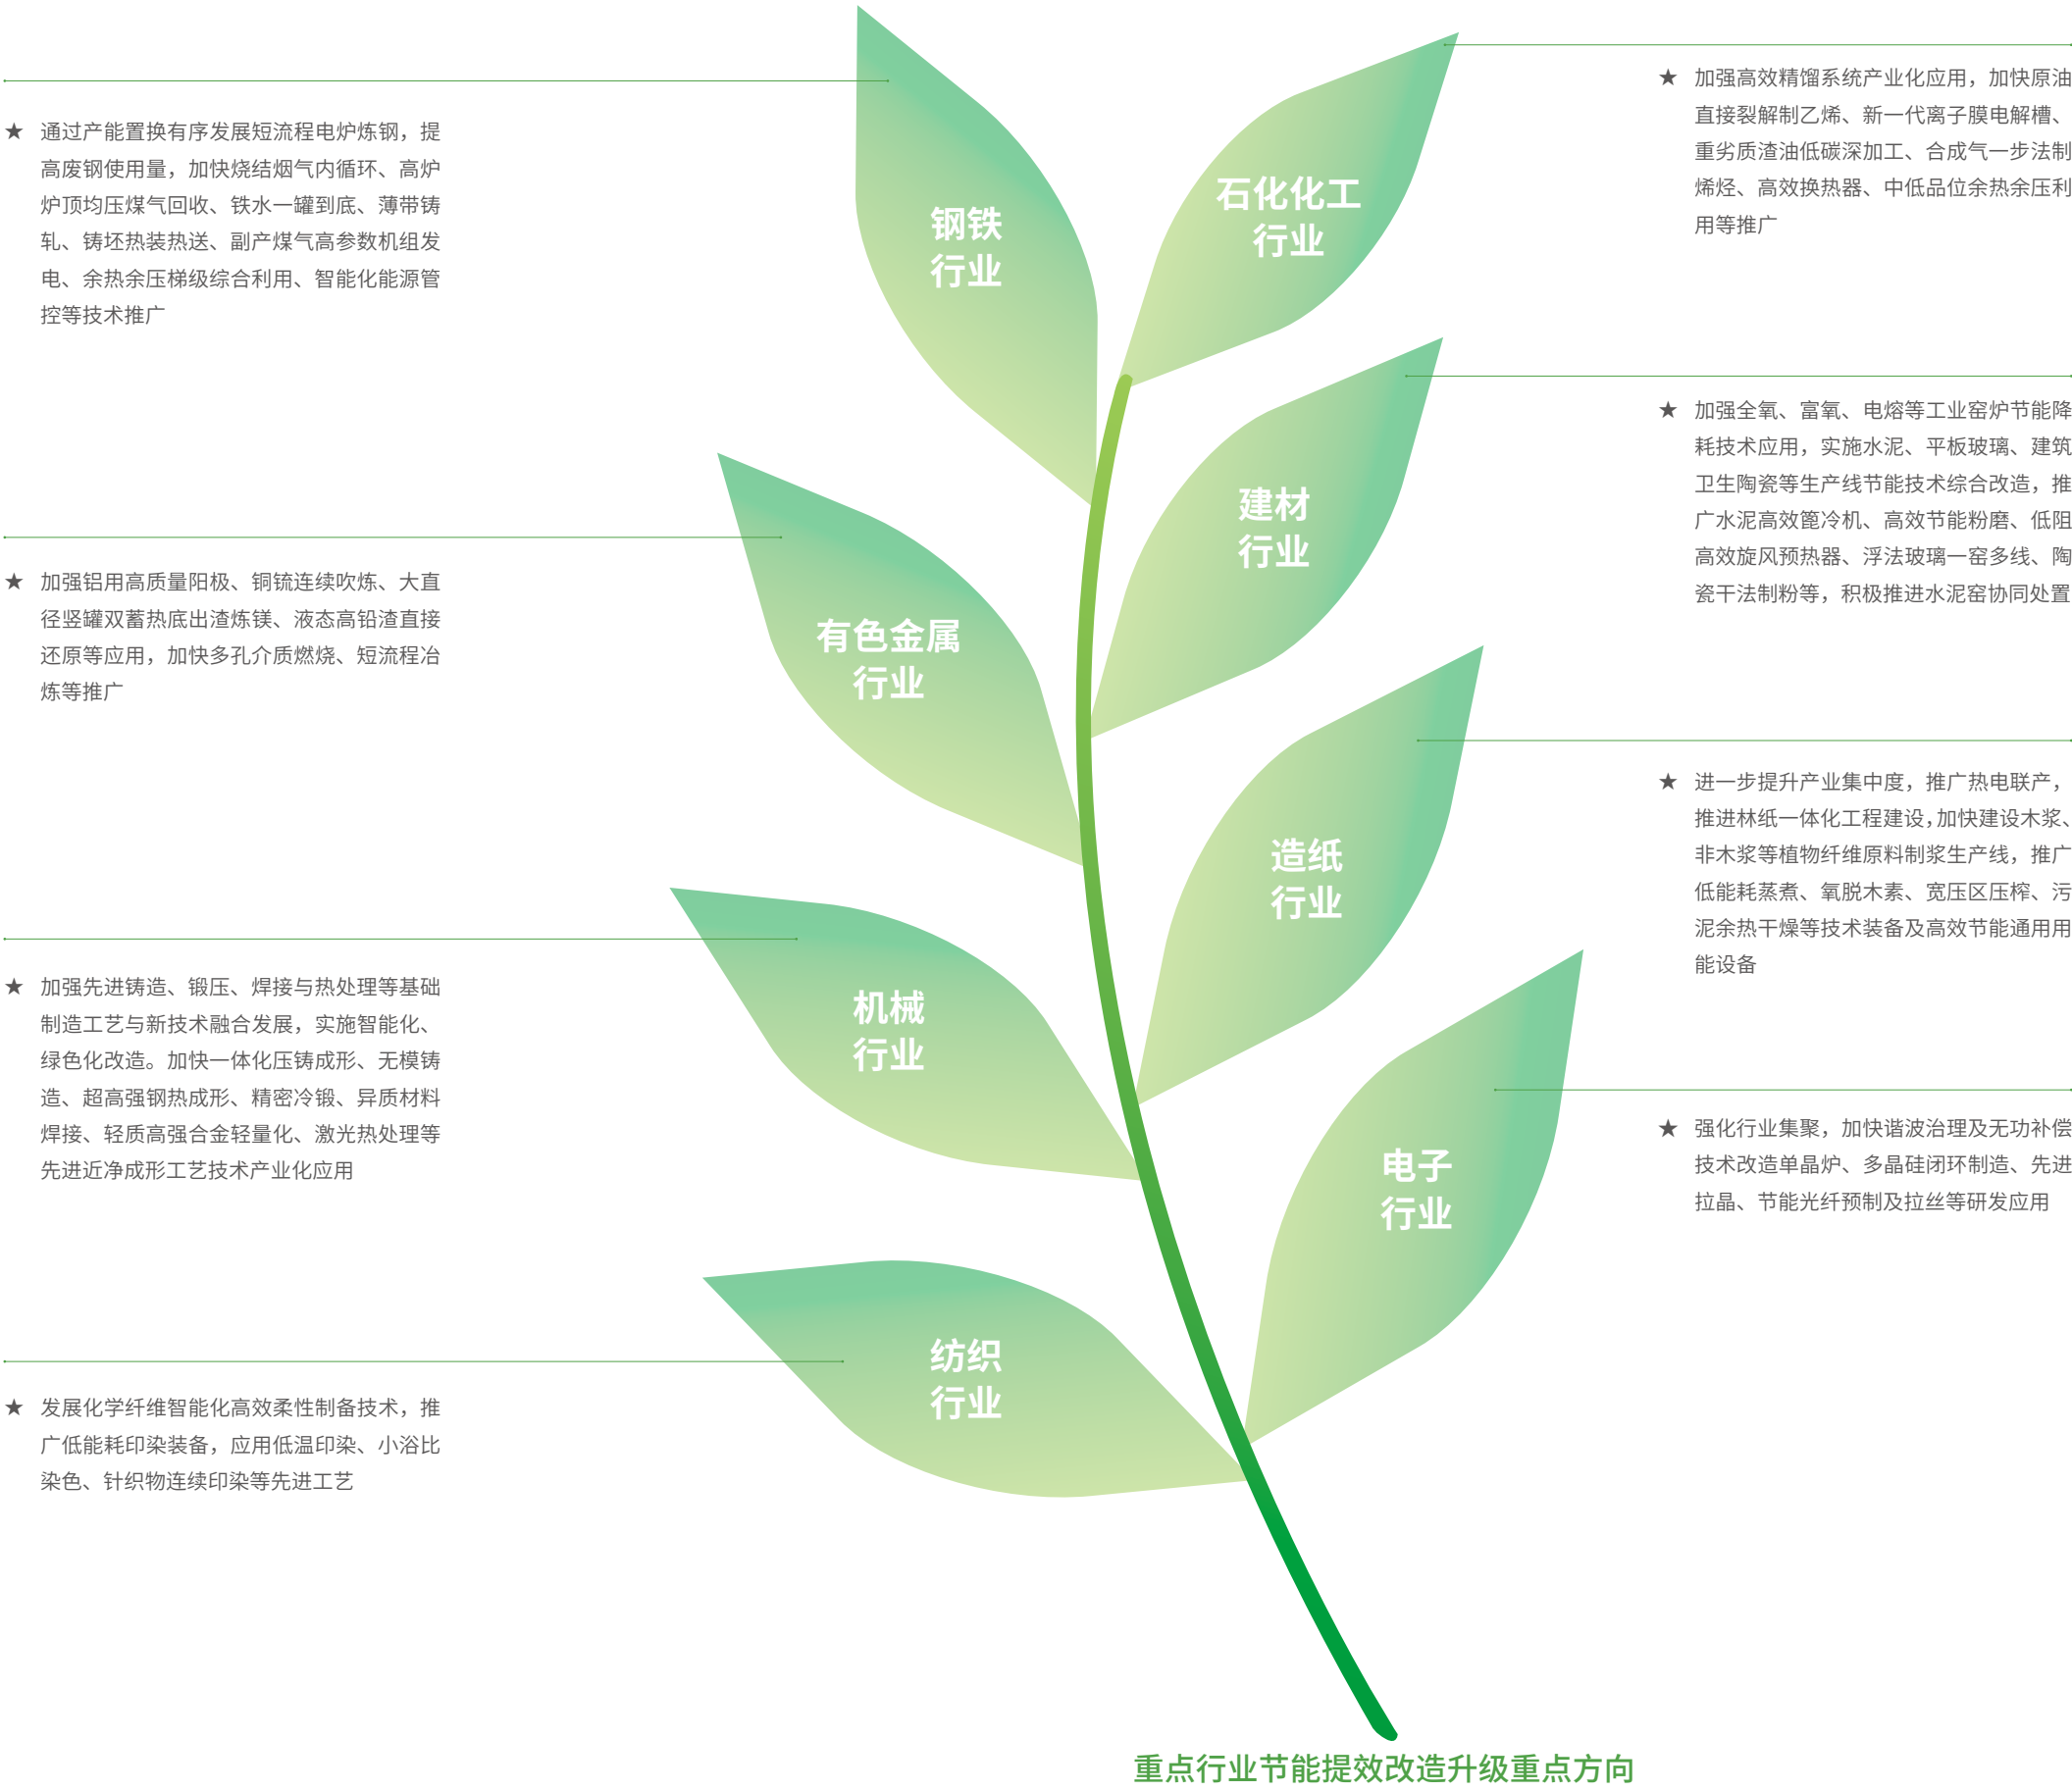 钢铁
行业
★ 通过产能置换有序发展短流程电炉炼钢，提
高废钢使用量，加快烧结烟气内循环、高炉
炉顶均压煤气回收、铁水一罐到底、薄带铸
轧、铸坯热装热送、副产煤气高参数机组发
电、余热余压梯级综合利用、智能化能源管
控等技术推广
有色金属
行业
★ 加强铝用高质量阳极、铜锍连续吹炼、大直
径竖罐双蓄热底出渣炼镁、液态高铅渣直接
还原等应用，加快多孔介质燃烧、短流程冶
炼等推广
机械
行业
★ 加强先进铸造、锻压、焊接与热处理等基础
制造工艺与新技术融合发展，实施智能化、
绿色化改造。加快一体化压铸成形、无模铸
造、超高强钢热成形、精密冷锻、异质材料
焊接、轻质高强合金轻量化、激光热处理等
先进近净成形工艺技术产业化应用
纺织
行业
★ 发展化学纤维智能化高效柔性制备技术，推
广低能耗印染装备，应用低温印染、小浴比
染色、针织物连续印染等先进工艺
石化化工
行业
★ 加强高效精馏系统产业化应用，加快原油
直接裂解制乙烯、新一代离子膜电解槽、
重劣质渣油低碳深加工、合成气一步法制
烯烃、高效换热器、中低品位余热余压利
用等推广
建材
行业
★ 加强全氧、富氧、电熔等工业窑炉节能降
耗技术应用，实施水泥、平板玻璃、建筑
卫生陶瓷等生产线节能技术综合改造，推
广水泥高效篦冷机、高效节能粉磨、低阻
高效旋风预热器、浮法玻璃一窑多线、陶
瓷干法制粉等，积极推进水泥窑协同处置
造纸
行业
★ 进一步提升产业集中度，推广热电联产，
推进林纸一体化工程建设，加快建设木浆、
非木浆等植物纤维原料制浆生产线，推广
低能耗蒸煮、氧脱木素、宽压区压榨、污
泥余热干燥等技术装备及高效节能通用用
能设备
电子
行业
★ 强化行业集聚，加快谐波治理及无功补偿
技术改造单晶炉、多晶硅闭环制造、先进
拉晶、节能光纤预制及拉丝等研发应用
重点行业节能提效改造升级重点方向